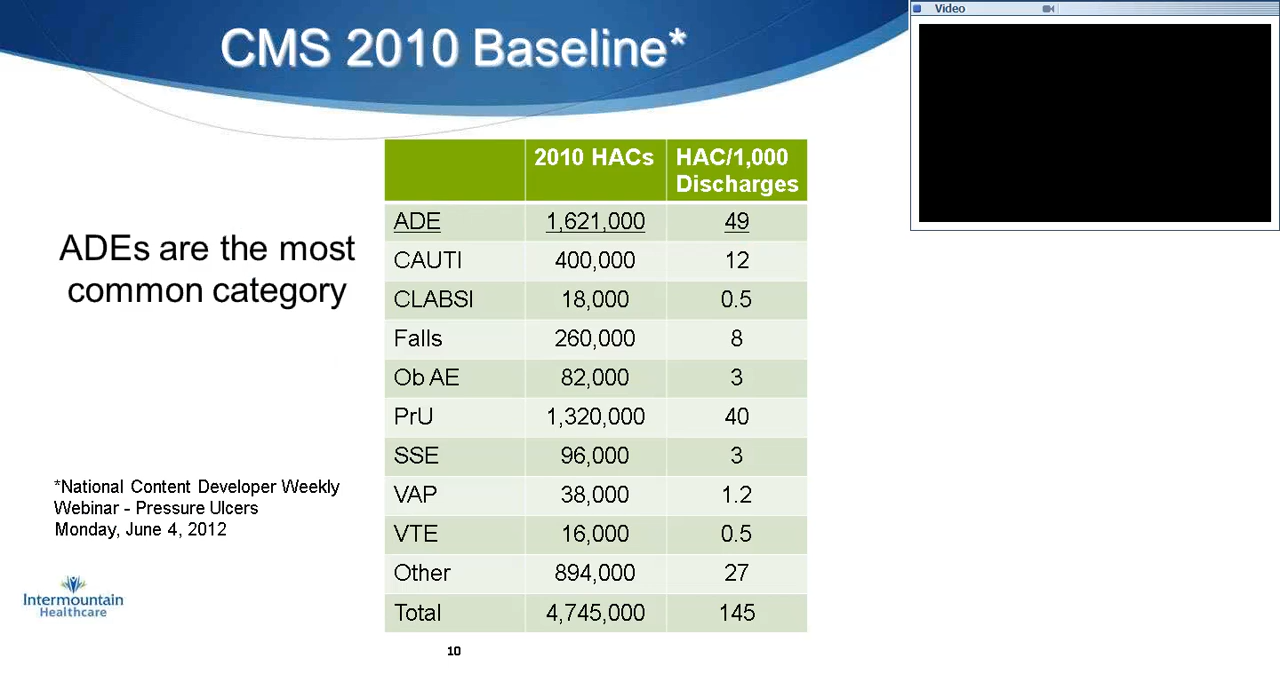 CMS 2010 Baseline*
Video
2010 HACs HAC/1,000
Discharges
ADE 1,621,000 49
CAUTI 400,000 12
CLABSI 18,000 0.5
Falls 260,000 8
Ob AE 82,000 3
PrU 1,320,000 40
SSE 96,000 3
VAP 38,000 1.2
VTE 16,000 0.5
Other 894,000 27
Total 4,745,000 145
ADEs are the most
common category
*National Content Developer Weekly
Webinar - Pressure Ulcers
Monday, June 4, 2012
Intermountain
Healthcare
10